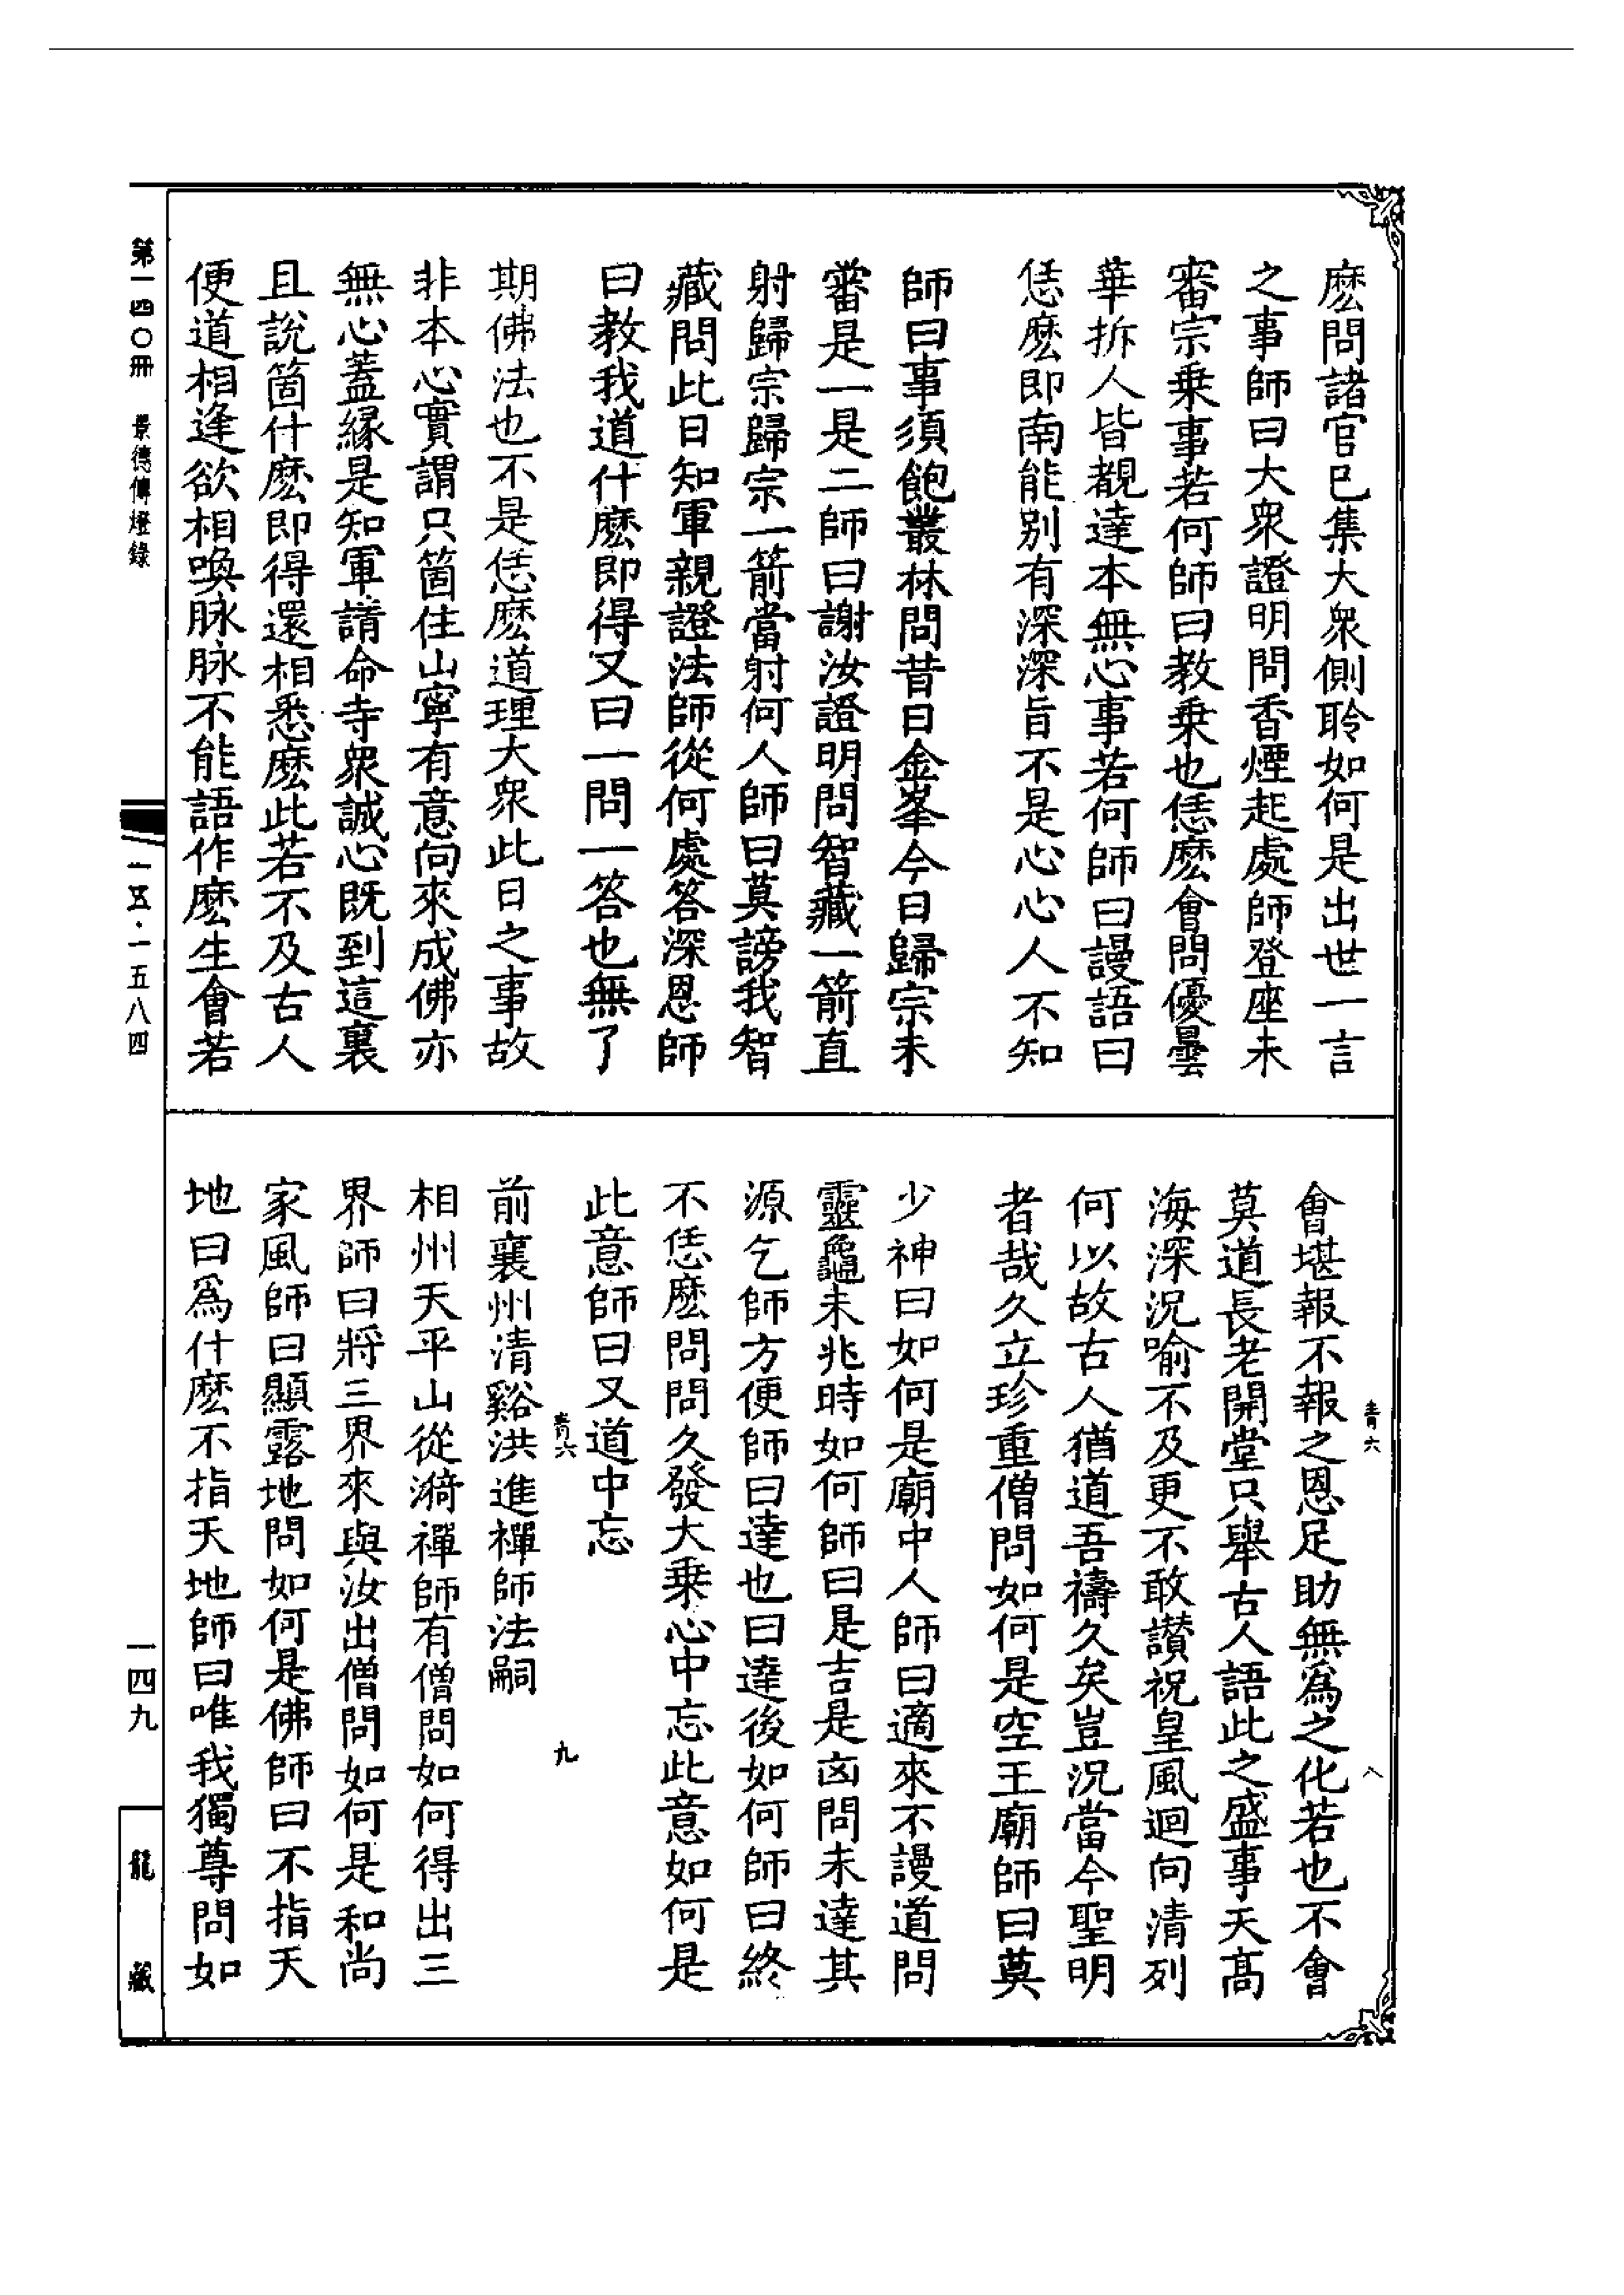 麽問諸官已集大衆側聆如何是出世一言
之事師曰大衆證明問香煙起處師登座未
審宗乗事若何師曰教乗也恁麽會問優曇
華拆人皆覩達本無心事若何師曰謾語曰
恁麽即南能别有深深旨不是心心人不知
師曰事須飽叢林問昔日金峯今日歸宗未
審是一是二師曰謝汝證明問智藏一箭直
射歸宗歸宗一箭當射何人師曰莫謗我智
藏問此日知軍親證法師從何處答深恩師
曰教我道什麽即得又曰一問一答也無了
期佛法也不是恁麽道理大衆此日之事故
非本心實謂只箇住山寧有意向來成佛亦
無心蓋緣是知軍請命寺衆誠心既到這裏
且説箇什麽即得還相悉麽此若不及古人
便道相逢欲相喚脉脉不能語作麽生會若
會堪報不報之恩足助無爲之化若也不會
莫道長老開堂只舉古人語此之盛事天髙
海深況喻不及更不敢讃祝皇風迴向清列
何以故古人猶道吾禱久矣豈況當今聖明
者哉久立珍重僧問如何是空王廟師曰莫
少神曰如何是廟中人師曰適來不謾道問
靈龜未兆時如何師曰是吉是凶問未達其
源乞師方便師曰達也曰達後如何師曰終
不恁麽問問久發大乗心中忘此意如何是
此意師曰又道中忘
前襄州清谿洪進禪師法嗣
相州天平山從漪禪師有僧問如何得出三
界師曰將三界來與汝出僧問如何是和尚
家風師曰顯露地問如何是佛師曰不指天
地曰爲什麽不指天地師曰唯我獨尊問如
青六
八
青六
九
第一四〇冊
景德傳燈錄
一五·一五八四
一四九
龍藏